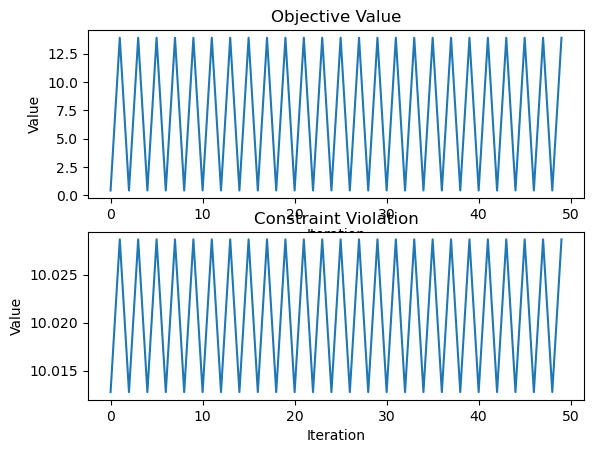 Objective Value
Value
12.5
10.0
7.5
5.0
2.5
0.0
0 10 20 30 40 50
Iteration
Constraint Violation
Value
10.025
10.020
10.015
0 10 20 30 40 50
Iteration